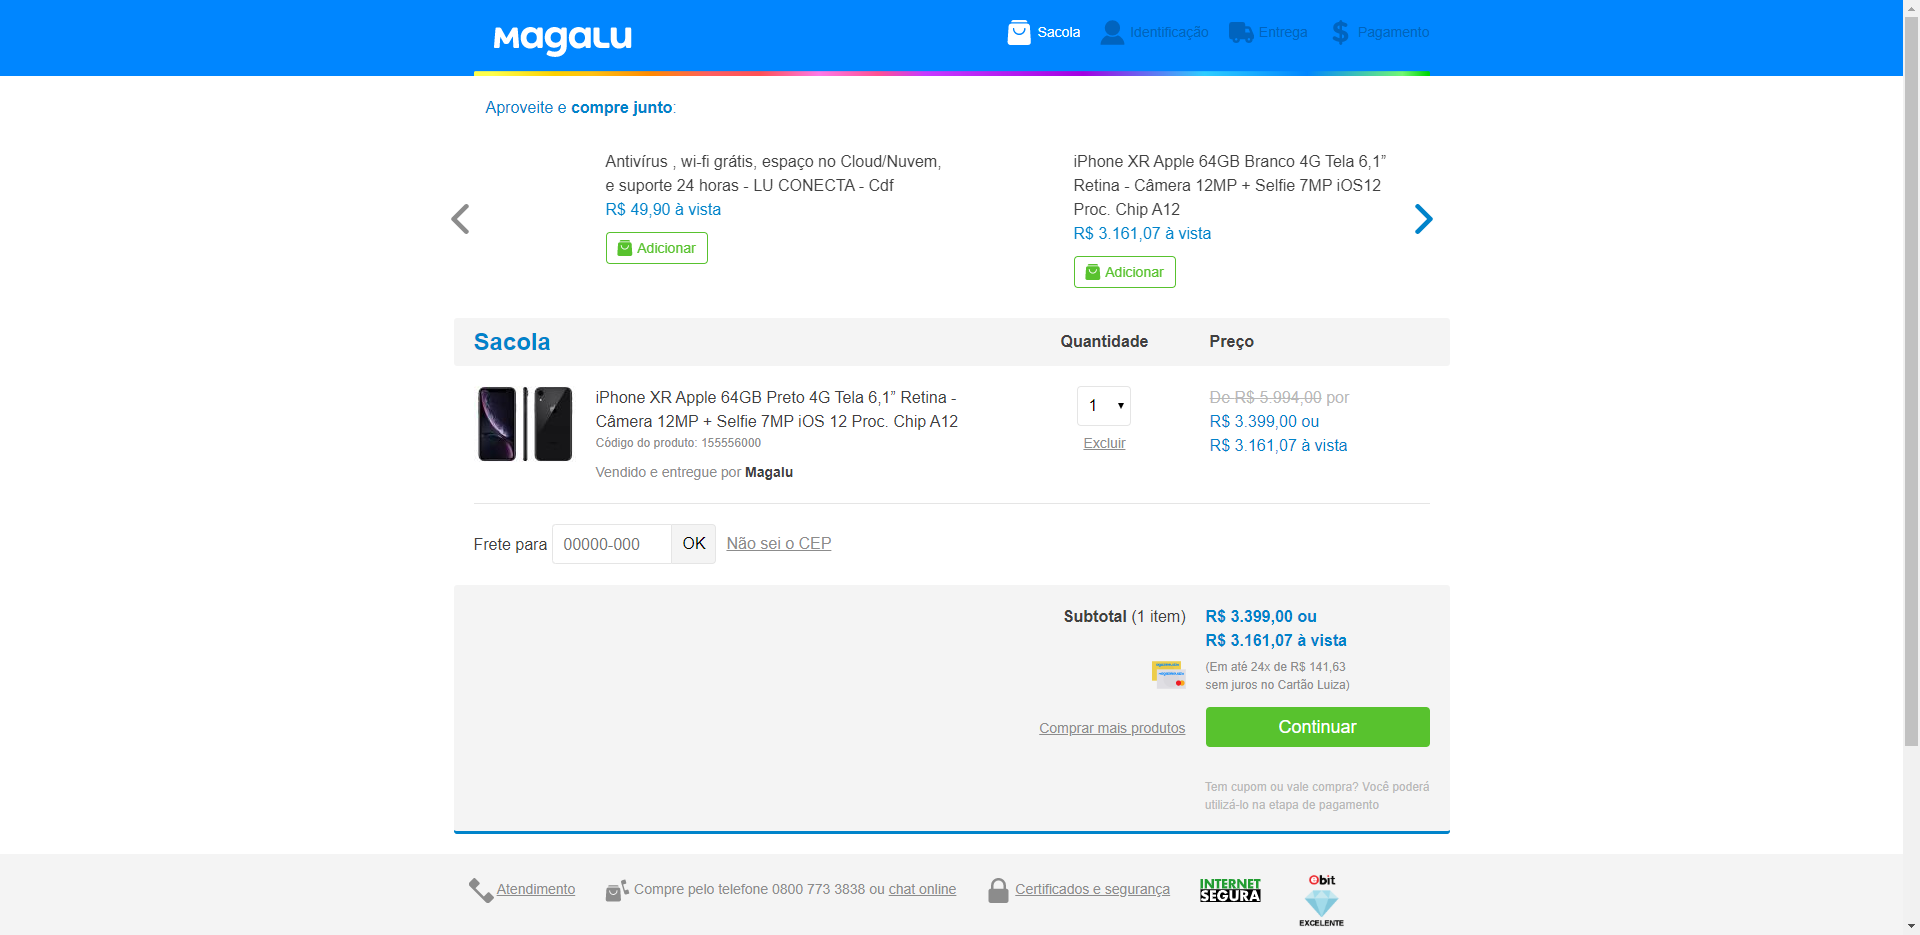 Magalu
Sacola
Identificação
Entrega
Pagamento
Aproveite e compre junto:
Antivírus , wi-fi grátis, espaço no Cloud/Nuvem,
e suporte 24 horas - LU CONECTA - Cdf
R$ 49,90 à vista
Adicionar
iPhone XR Apple 64GB Branco 4G Tela 6,1”
Retina - Câmera 12MP + Selfie 7MP iOS12
Proc. Chip A12
R$ 3.161,07 à vista
Adicionar
Sacola Quantidade Preço
iPhone XR Apple 64GB Preto 4G Tela 6,1” Retina -
Câmera 12MP + Selfie 7MP iOS 12 Proc. Chip A12
Código do produto: 155556000
Vendido e entregue por Magalu
1
Excluir
De R$ 5.994,00 por
R$ 3.399,00 ou
R$ 3.161,07 à vista
Frete para 00000-000 OK Não sei o CEP
Subtotal (1 item) R$ 3.399,00 ou
R$ 3.161,07 à vista
(Em até 24x de R$ 141,63
sem juros no Cartão Luiza)
Comprar mais produtos Continuar
Tem cupom ou vale compra? Você poderá
utilizá-lo na etapa de pagamento
Atendimento
Compre pelo telefone 0800 773 3838 ou chat online
Certificados e segurança
INTERNET
SEGURA
ebit
EXCELENTE